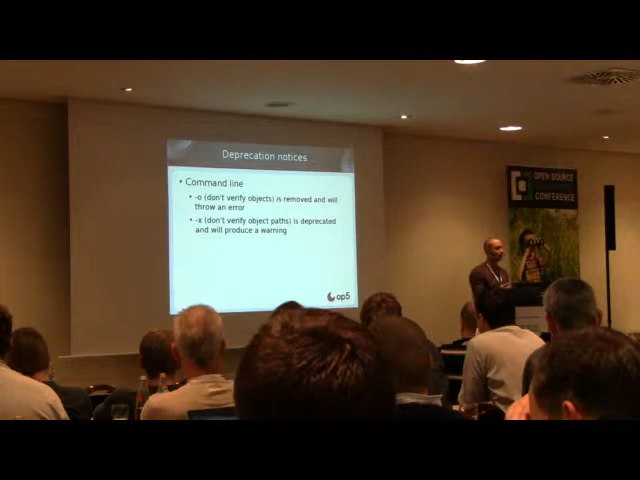 Deprecation notices
• Command line
• -o (don't verify objects) is removed and will
throw an error
• -x (don't verify object paths) is deprecated
and will produce a warning
op5
OPEN SOURCE
CONFERENCE